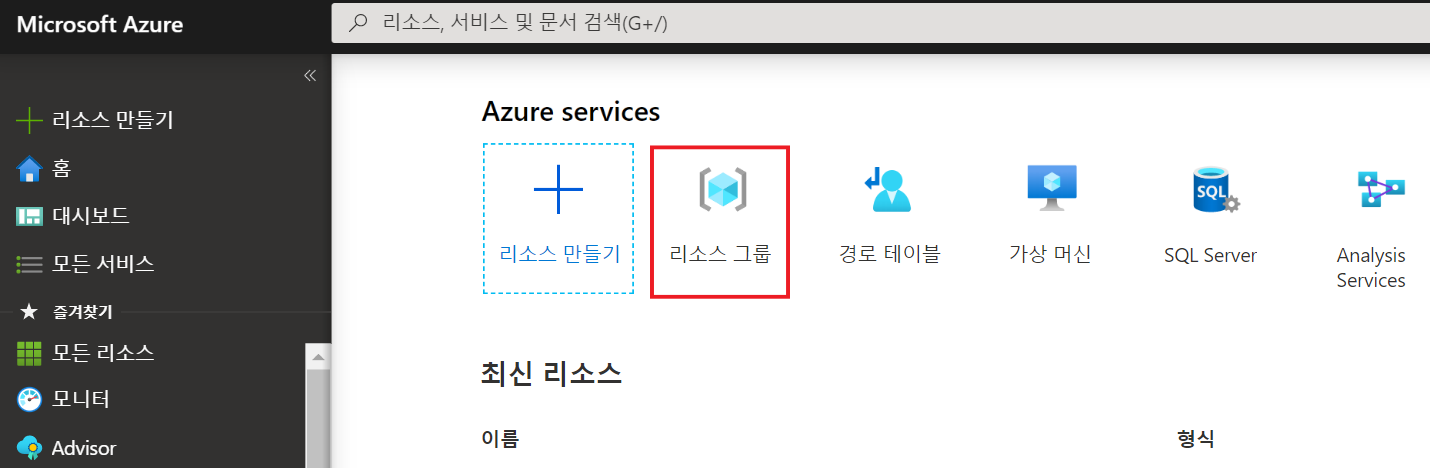 Microsoft Azure
리소스, 서비스 및 문서 검색(G+/)
«
리소스 만들기
홈
대시보드
모든 서비스
즐겨찾기
모든 리소스
모니터
Advisor
Azure services
리소스 만들기
리소스 그룹
경로 테이블
가상 머신
SQL
SQL Server
Analysis
Services
최신 리소스
이름
형식